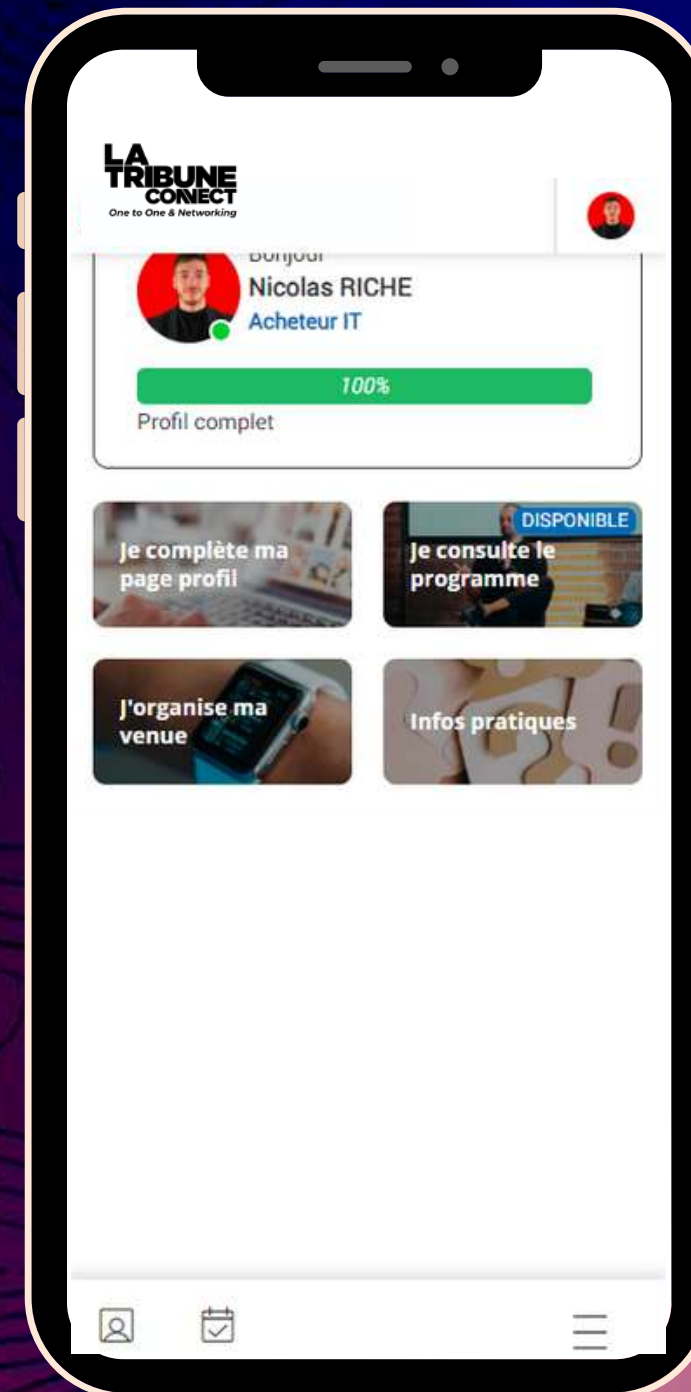 LA
TRIBUNE
CONNECT
One to One & Networking
Bonjour
Nicolas RICHE
Acheteur IT
100%
Profil complet
Je complète ma
page profil
DISPONIBLE
Je consulte le
programme
J'organise ma
venue
Infos pratiques